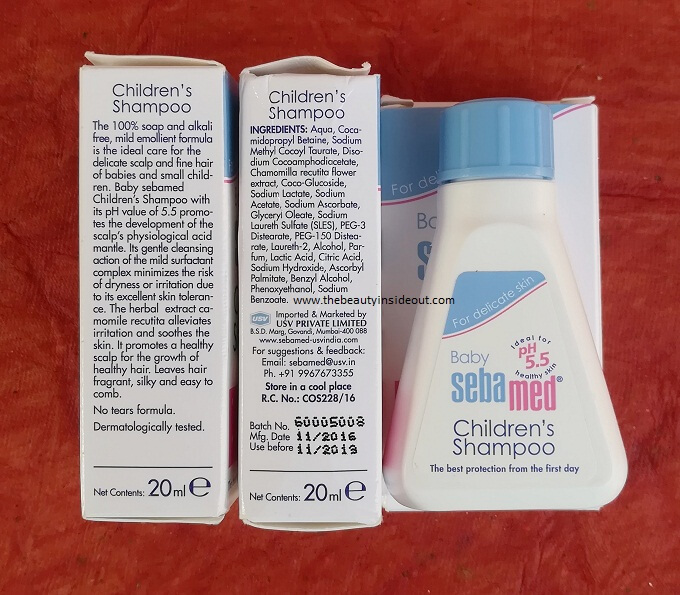 Children's
Shampoo
The 100% soap and alkali
free, mild emollient formula
is the ideal care for the
delicate scalp and fine hair
of babies and small child-
ren. Baby sebamed
Children's Shampoo with
its pH value of 5.5 promo-
tes the development of the
scalp's physiological acid
mantle. Its gentle cleansing
action of the mild surfactant
complex minimizes the risk
of dryness or irritation due
to its excellent skin toleran-
ce. The herbal extract ca-
momile recutita alleviates
irritation and soothes the
skin. It promotes a healthy
scalp for the growth of
healthy hair. Leaves hair
fragrant, silky and easy to
comb.
No tears formula.
Dermatologically tested.
Net Contents: 20 ml ℮
Children's
Shampoo
INGREDIENTS: Aqua, Coca-
midopropyl Betaine, Sodium
Methyl Cocoyl Taurate, Diso-
dium Cocoamphodiacetate,
Chamomilla recutita flower
extract, Coco-Glucoside,
Sodium Lactate, Sodium
Acetate, Sodium Ascorbate,
Glyceryl Oleate, Sodium
Laureth Sulfate (SLES), PEG-3
Distearate, PEG-150 Distea-
rate, Laureth-2, Alcohol, Par-
fum, Lactic Acid, Citric Acid,
Sodium Hydroxide, Ascorbyl
Palmitate, Benzyl Alcohol,
Phenoxyethanol, Sodium
Benzoate.
www.thebeautyinsideout.com
USV
Imported & Marketed by
USV PRIVATE LIMITED
B.S.D. Marg, Govandi, Mumbai-400 088
www.sebamed-usvindia.com
For suggestions & feedback:
Email: sebamed@usv.in
Ph. +91 9967673355
Store in a cool place
R.C. No.: COS228/16
Batch No. 60005008
Mfg. Date 11/2016
Use before 11/2019
Net Contents: 20 ml ℮
For delicate skin
Baby
sebamed®
Ideal for
pH
5.5
healthy skin
Children's
Shampoo
The best protection from the first day
For del
Ba